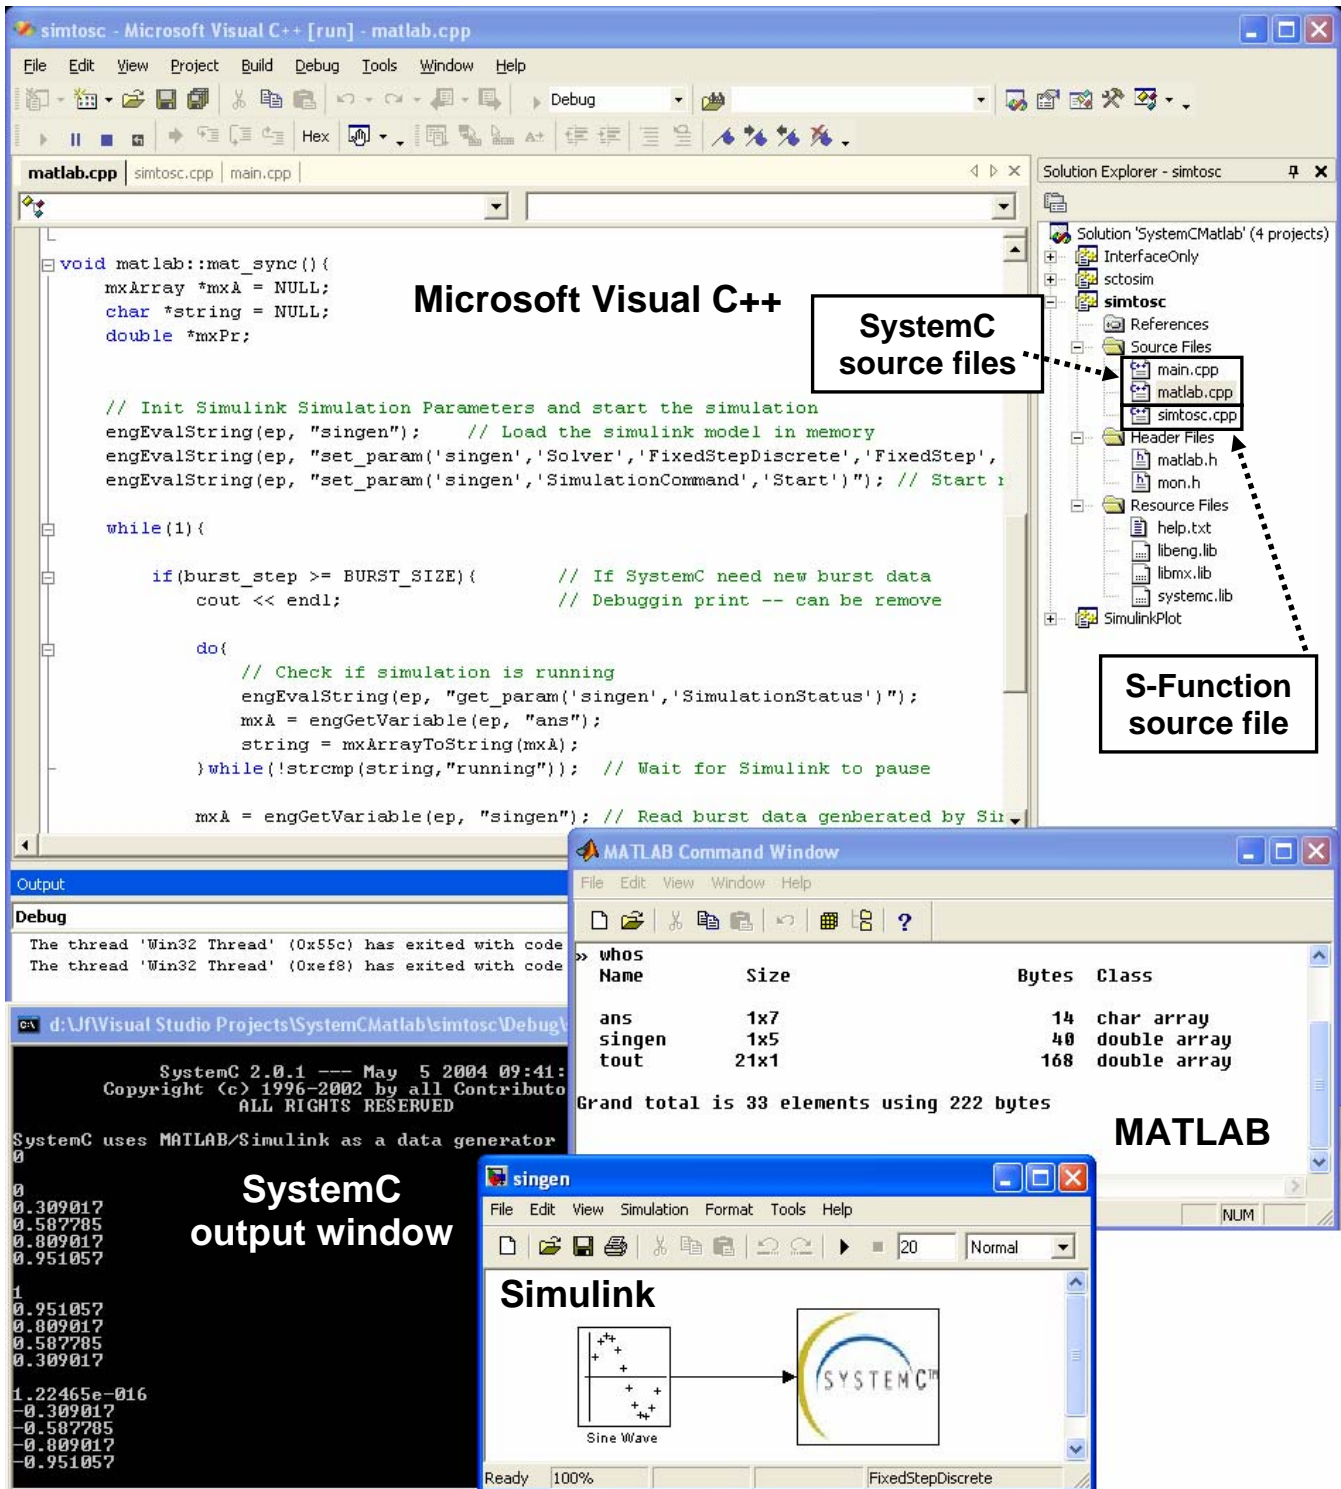 simtosc - Microsoft Visual C++ [run] - matlab.cpp
File Edit View Project Build Debug Tools Window Help
Debug
Hex
matlab.cpp simtosc.cpp main.cpp
void matlab::mat_sync(){
mxArray *mxA = NULL;
char *string = NULL;
double *mxPr;
// Init Simulink Simulation Parameters and start the simulation
engEvalString(ep, "singen"); // Load the simulink model in memory
engEvalString(ep, "set_param('singen','Solver','FixedStepDiscrete','FixedStep',
engEvalString(ep, "set_param('singen','SimulationCommand','Start')"); // Start
while(1){
if(burst_step >= BURST_SIZE){ // If SystemC need new burst data
cout << endl; // Debuggin print -- can be remove
do{
// Check if simulation is running
engEvalString(ep, "get_param('singen','SimulationStatus')");
mxA = engGetVariable(ep, "ans");
string = mxArrayToString(mxA);
}while(!strcmp(string,"running")); // Wait for Simulink to pause
mxA = engGetVariable(ep, "singen"); // Read burst data genberated by
Microsoft Visual C++
SystemC
source files
Solution Explorer - simtosc
Solution 'SystemCMatlab' (4 projects)
InterfaceOnly
sctosim
simtosc
References
Source Files
main.cpp
matlab.cpp
simtosc.cpp
Header Files
matlab.h
mon.h
Resource Files
help.txt
libeng.lib
libmx.lib
systemc.lib
SimulinkPlot
S-Function
source file
Output
Debug
The thread 'Win32 Thread' (0x55c) has exited with code
The thread 'Win32 Thread' (0xef8) has exited with code
MATLAB Command Window
File Edit View Window Help
» whos
Name Size Bytes Class
ans 1x7 14 char array
singen 1x5 40 double array
tout 21x1 168 double array
Grand total is 33 elements using 222 bytes
MATLAB
NUM
d:\Jf\Visual Studio Projects\SystemCMatlab\simtosc\Debug\
SystemC 2.0.1 --- May 5 2004 09:41:
Copyright (c) 1996-2002 by all Contributo
ALL RIGHTS RESERVED
SystemC uses MATLAB/Simulink as a data generator
0
0
0.309017
0.587785
0.809017
0.951057
1
0.951057
0.809017
0.587785
0.309017
1.22465e-016
-0.309017
-0.587785
-0.809017
-0.951057
SystemC
output window
singen
File Edit View Simulation Format Tools Help
20 Normal
Simulink
SYSTEM C™
Sine Wave
Ready 100% FixedStepDiscrete